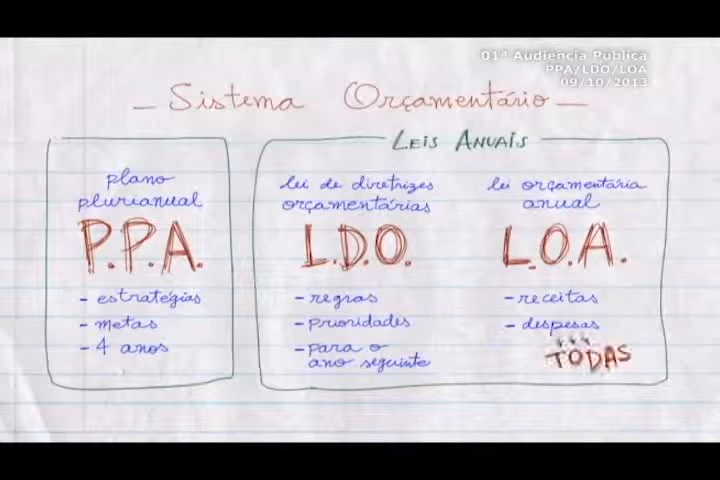 01ª Audiência Pública
PPA/LDO/LOA
09/10/2013
- Sistema Orçamentário -
plano
plurianual
P.P.A.
- estratégias
- metas
- 4 anos
LEIS ANUAIS
lei de diretrizes
orçamentárias
L.D.O.
- regras
- prioridades
- para o
ano seguinte
lei orçamentária
anual
L.O.A.
- receitas
- despesas
TODAS